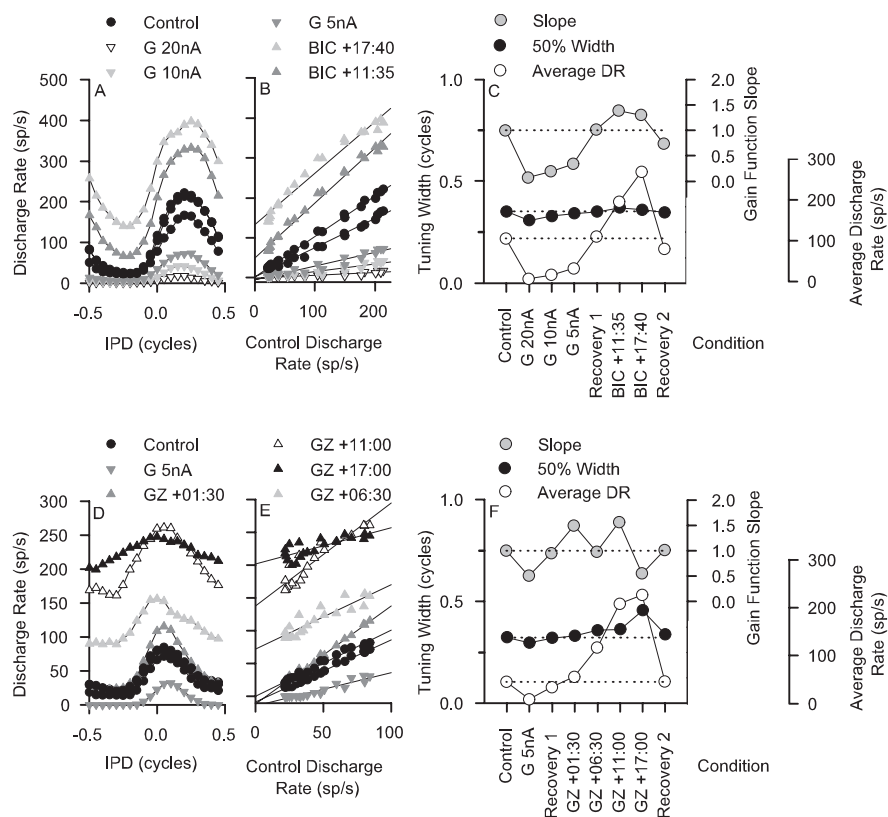 Control
G 20nA
G 10nA
G 5nA
BIC +17:40
BIC +11:35
Slope
50% Width
Average DR
A
B
C
500
400
300
200
100
0
Discharge Rate (sp/s)
-0.5 0.0 0.5
IPD (cycles)
0 100 200
Control Discharge
Rate (sp/s)
1.0
0.5
0.0
Tuning Width (cycles)
2.0
1.5
1.0
0.5
0.0
Gain Function Slope
300
200
100
0
Average Discharge
Rate (sp/s)
Control
G 20nA
G 10nA
G 5nA
Recovery 1
BIC +11:35
BIC +17:40
Recovery 2
Condition
Control
G 5nA
GZ +01:30
GZ +11:00
GZ +17:00
GZ +06:30
Slope
50% Width
Average DR
D
E
F
300
250
200
150
100
50
0
Discharge Rate (sp/s)
-0.5 0.0 0.5
IPD (cycles)
0 50 100
Control Discharge
Rate (sp/s)
1.0
0.5
0.0
Tuning Width (cycles)
2.0
1.5
1.0
0.5
0.0
Gain Function Slope
300
200
100
0
Average Discharge
Rate (sp/s)
Control
G 5nA
Recovery 1
GZ +01:30
GZ +06:30
GZ +11:00
GZ +17:00
Recovery 2
Condition